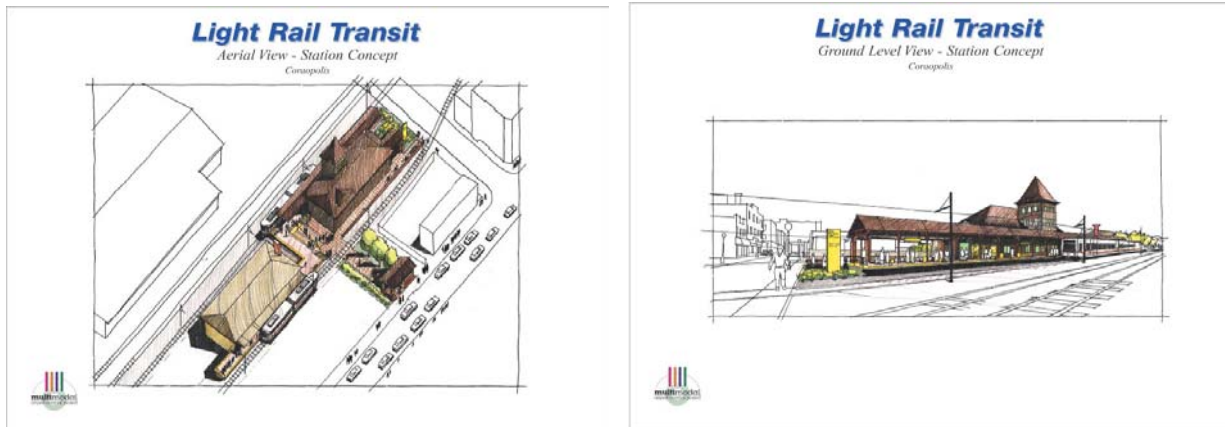 Light Rail Transit
Aerial View - Station Concept
Coraopolis
multimodal
Light Rail Transit
Ground Level View - Station Concept
Coraopolis
multimodal